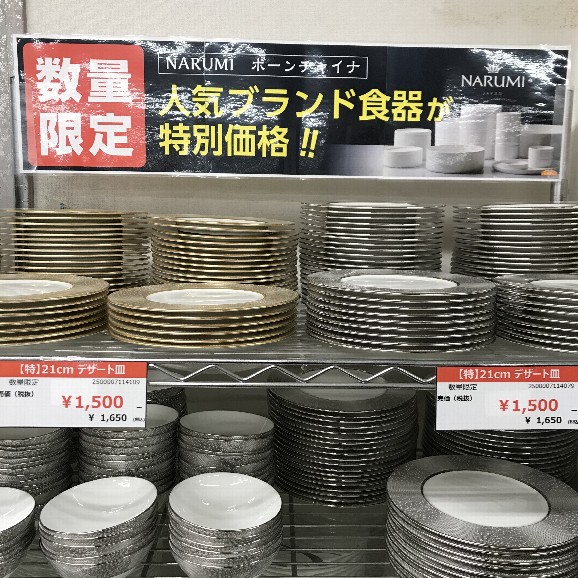 数量
限定
NARUMI ボーンチャイナ
人気ブランド食器が
特別価格!!
NARUMI
JAPAN
【特】21cm デザート皿
数量限定
2500007114109
売価(税抜)
¥1,500
¥ 1,650
【特】21cm デザート皿
数量限定
2500007114079
売価(税抜)
¥1,500
¥ 1,650